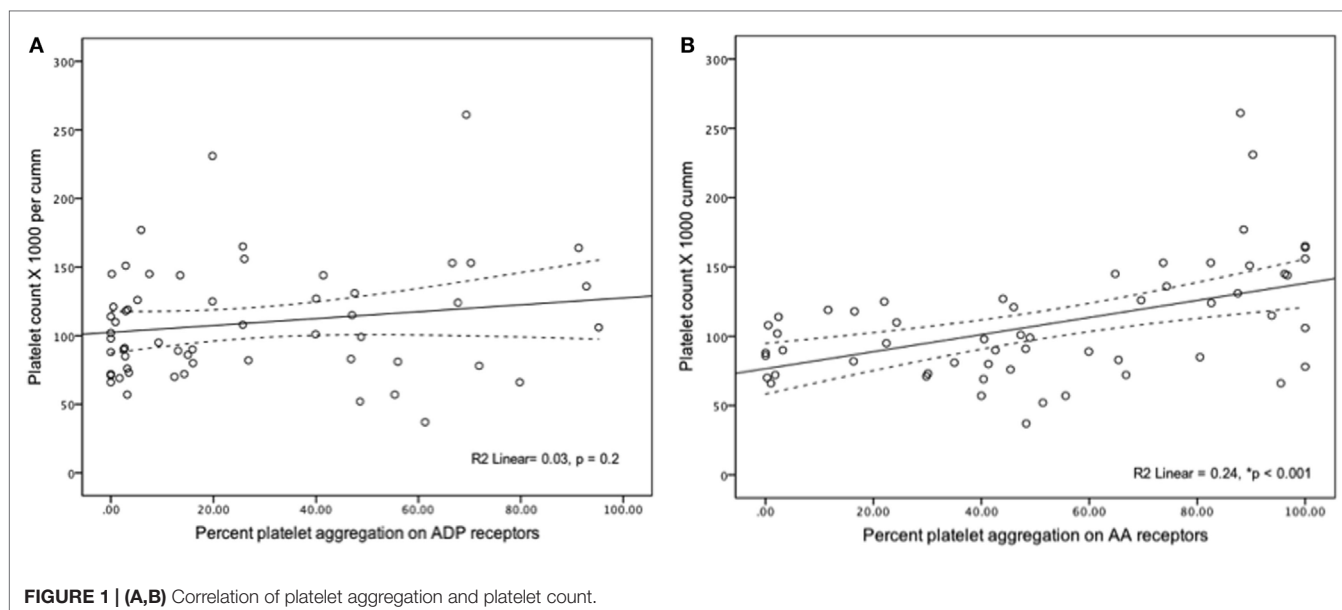 A
300
250
200
150
100
50
0
Platelet count X 1000 per cumm
R2 Linear= 0.03, p = 0.2
.00 20.00 40.00 60.00 80.00 100.00
Percent platelet aggregation on ADP receptors
B
300
250
200
150
100
50
0
Platelet count X 1000 cumm
R2 Linear = 0.24, *p < 0.001
.00 20.00 40.00 60.00 80.00 100.00
Percent platelet aggregation on AA receptors
FIGURE 1 | (A,B) Correlation of platelet aggregation and platelet count.